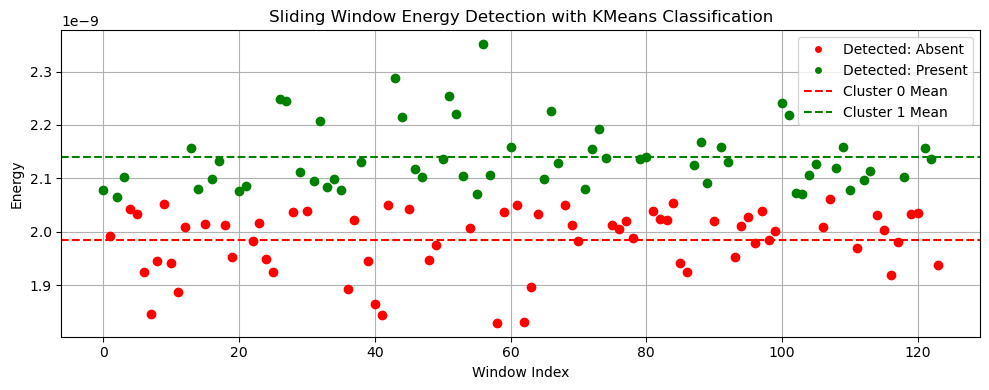 Sliding Window Energy Detection with KMeans Classification
1e−9
2.3
2.2
2.1
2.0
1.9
Energy
0
20
40
60
80
100
120
Window Index
Detected: Absent
Detected: Present
Cluster 0 Mean
Cluster 1 Mean